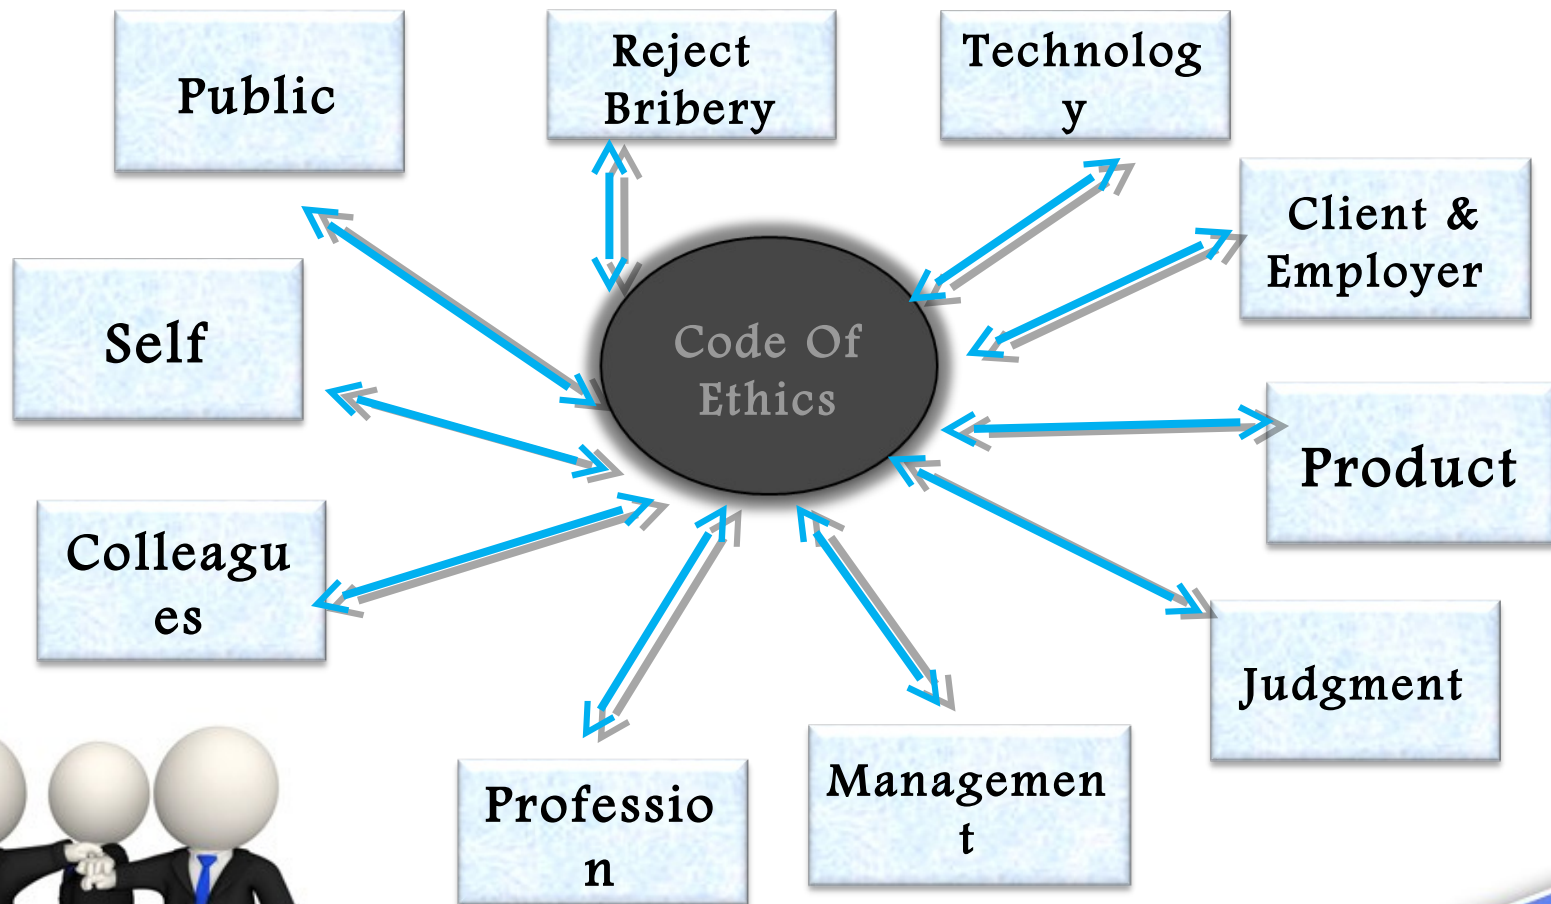 Public
Reject
Bribery
Technolog
y
Client &
Employer
Self
Code Of
Ethics
Product
Colleagu
es
Judgment
Professio
n
Managemen
t